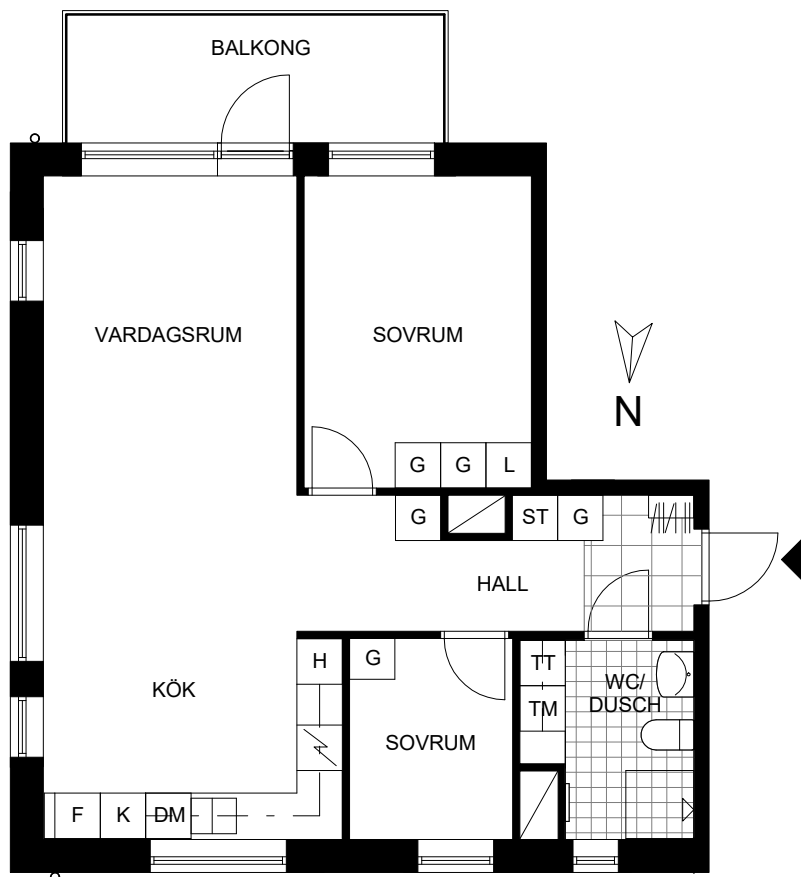 BALKONG
VARDAGSRUM
SOVRUM
N
G
G
L
G
ST
G
HALL
H
G
TT
WC/
DUSCH
TM
KÖK
SOVRUM
F
K
DM